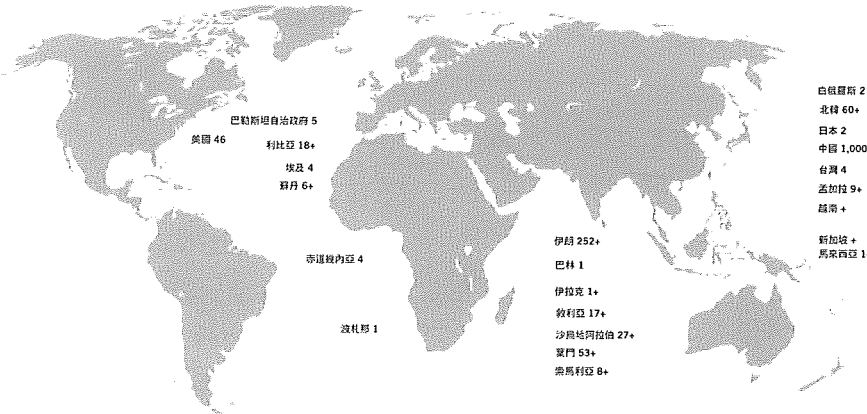 巴勒斯坦自治政府 5
美國 46
利比亞 18+
埃及 4
蘇丹 6+
赤道幾內亞 4
波札那 1
伊朗 252+
巴林 1
伊拉克 1+
敘利亞 17+
沙烏地阿拉伯 27+
葉門 53+
索馬利亞 8+
白俄羅斯 2
北韓 60+
日本 2
中國 1,000
台灣 4
孟加拉 9+
越南 +
新加坡 +
馬來西亞 1